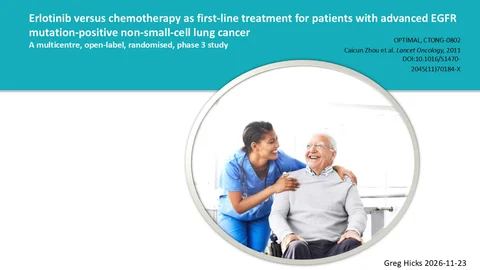 Erlotinib versus chemotherapy as first-line treatment for patients with advanced EGFR
mutation-positive non-small-cell lung cancer
A multicentre, open-label, randomised, phase 3 study
OPTIMAL, CTONG-0802
Caicun Zhou et al. Lancet Oncology, 2011
DOI:10.1016/S1470-
2045(11)70184-X
Greg Hicks 2026-11-23